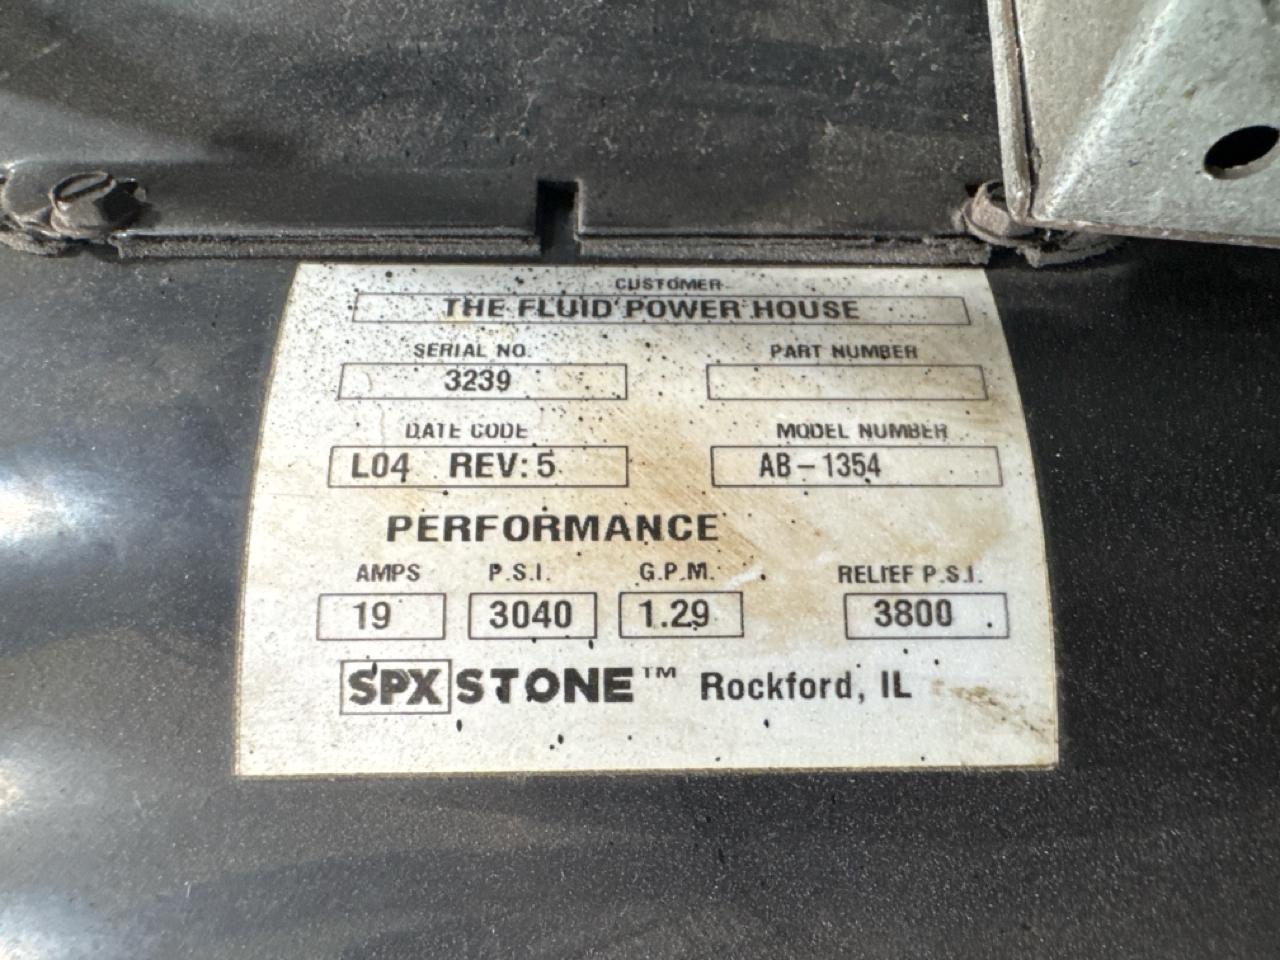 CUSTOMER
THE FLUID POWER HOUSE
SERIAL NO. PART NUMBER
3239
DATE CODE MODEL NUMBER
L04 REV: 5 AB-1354
PERFORMANCE
AMPS P.S.I. G.P.M. RELIEF P.S.I.
19 3040 1.29 3800
SPX STONE™ Rockford, IL